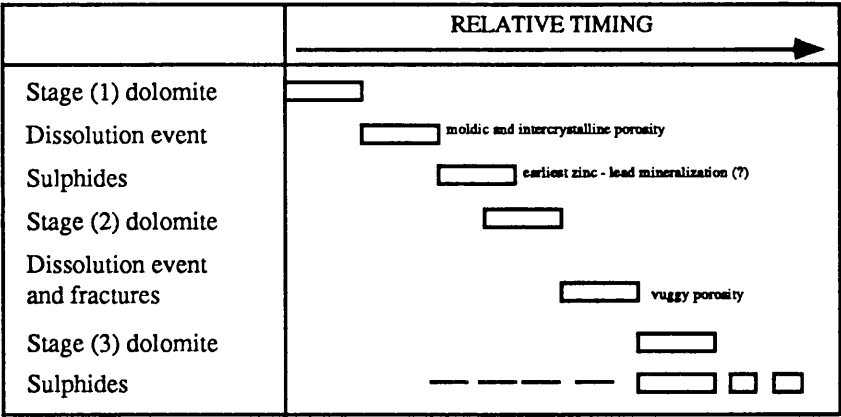 RELATIVE TIMING
Stage (1) dolomite
Dissolution event
moldic and intercrystalline porosity
Sulphides
earliest zinc - lead mineralization (?)
Stage (2) dolomite
Dissolution event
and fractures
vuggy porosity
Stage (3) dolomite
Sulphides